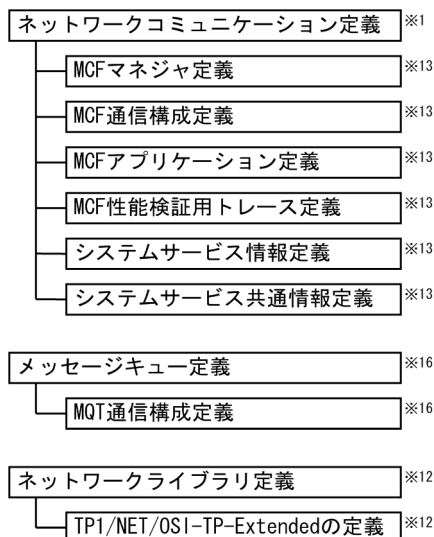 ネットワークコミュニケーション定義 ※1
MCFマネジャ定義 ※13
MCF通信構成定義 ※13
MCFアプリケーション定義 ※13
MCF性能検証用トレース定義 ※13
システムサービス情報定義 ※13
システムサービス共通情報定義 ※13
メッセージキュー定義 ※16
MQT通信構成定義 ※16
ネットワークライブラリ定義 ※12
TP1/NET/OSI-TP-Extendedの定義 ※12